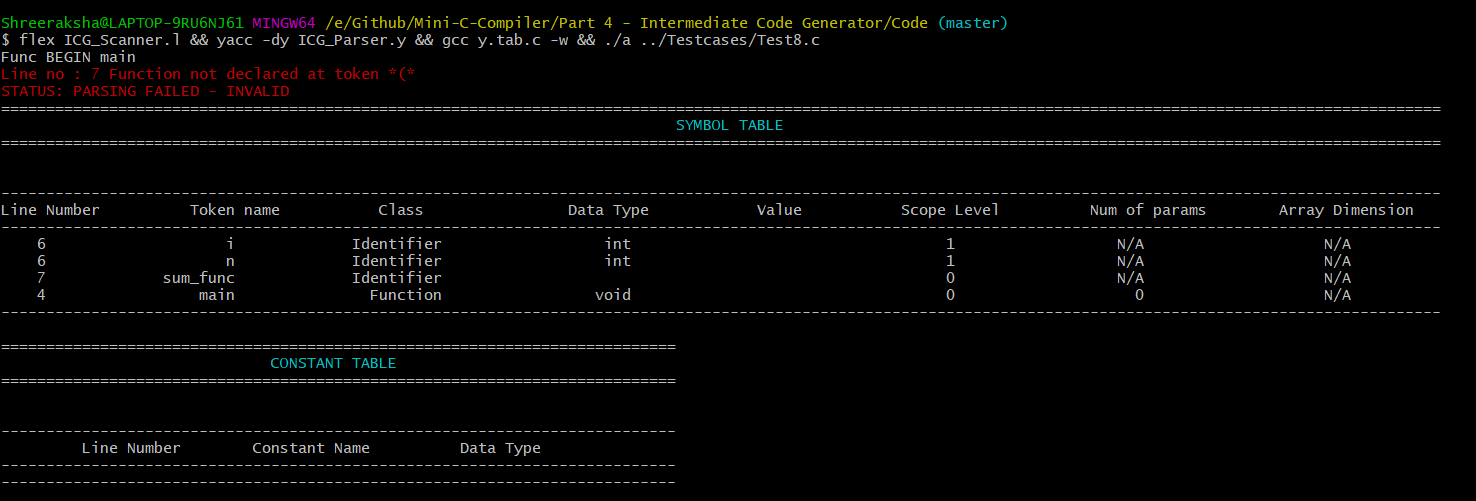 Shreeraksha@LAPTOP-9RU6NJ61 MINGW64 /e/Github/Mini-C-Compiler/Part 4 - Intermediate Code Generator/Code (master)
$ flex ICG_Scanner.l && yacc -dy ICG_Parser.y && gcc y.tab.c -w && ./a ../Testcases/Test8.c
Func BEGIN main
Line no : 7 Function not declared at token *(*
STATUS: PARSING FAILED - INVALID
================================================================================================================================================================
SYMBOL TABLE
================================================================================================================================================================
----------------------------------------------------------------------------------------------------------------------------------------------------------------
Line Number Token name Class Data Type Value Scope Level Num of params Array Dimension
----------------------------------------------------------------------------------------------------------------------------------------------------------------
6 i Identifier int 1 N/A N/A
6 n Identifier int 1 N/A N/A
7 sum_func Identifier 0 N/A N/A
4 main Function void 0 0 N/A
----------------------------------------------------------------------------------------------------------------------------------------------------------------
===========================================================================
CONSTANT TABLE
===========================================================================
---------------------------------------------------------------------------
Line Number Constant Name Data Type
---------------------------------------------------------------------------
---------------------------------------------------------------------------